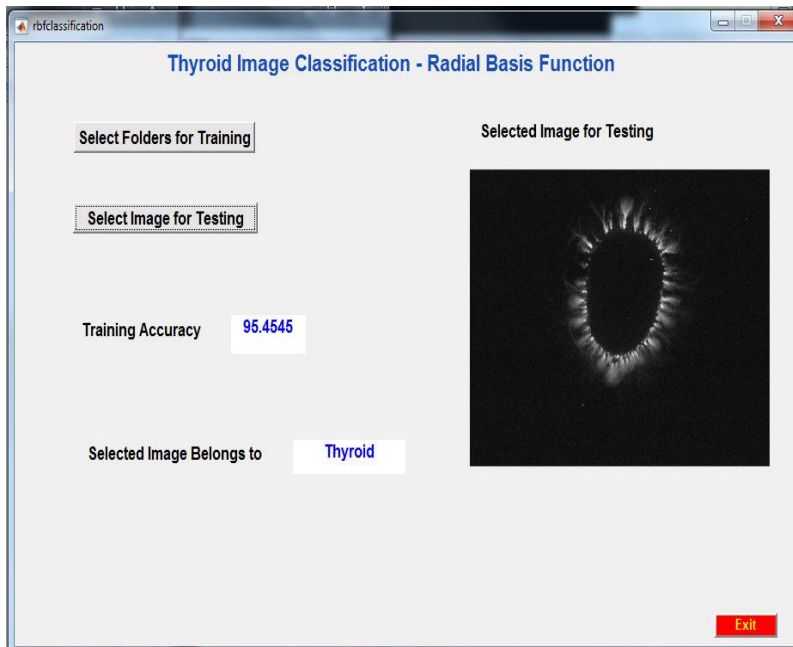 rbfclassification
Thyroid Image Classification - Radial Basis Function
Select Folders for Training
Selected Image for Testing
Select Image for Testing
Training Accuracy 95.4545
Selected Image Belongs to Thyroid
Exit